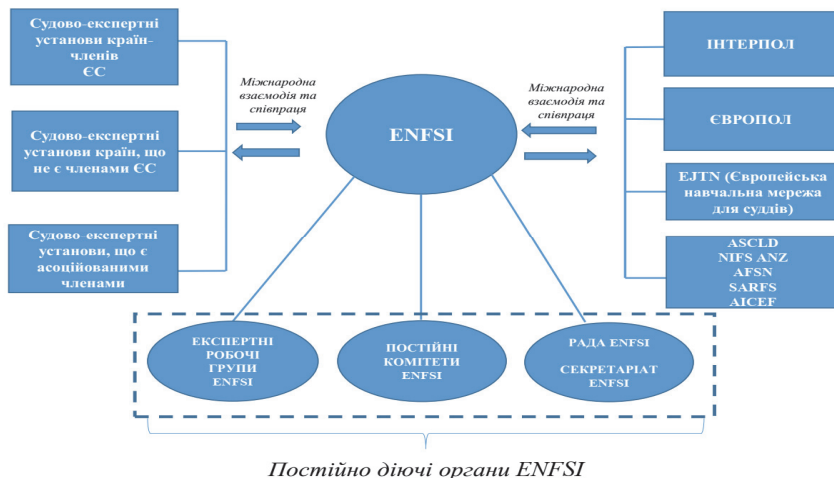 Судово-експертні
установи країн-
членів
ЄС
Судово-експертні
установи країн, що
не є членами ЄС
Судово-експертні
установи, що є
асоційованими
членами
Міжнародна
взаємодія та
співпраця
ENFSI
Міжнародна
взаємодія та
співпраця
ІНТЕРПОЛ
ЄВРОПОЛ
EJTN (Європейська
навчальна мережа
для суддів)
ASCLD
NIFS ANZ
AFSN
SARFS
AICEF
ЕКСПЕРТНІ
РОБОЧІ
ГРУПИ
ENFSI
ПОСТІЙНІ
КОМІТЕТИ
ENFSI
РАДА ENFSI
СЕКРЕТАРІАТ
ENFSI
Постійно діючі органи ENFSI